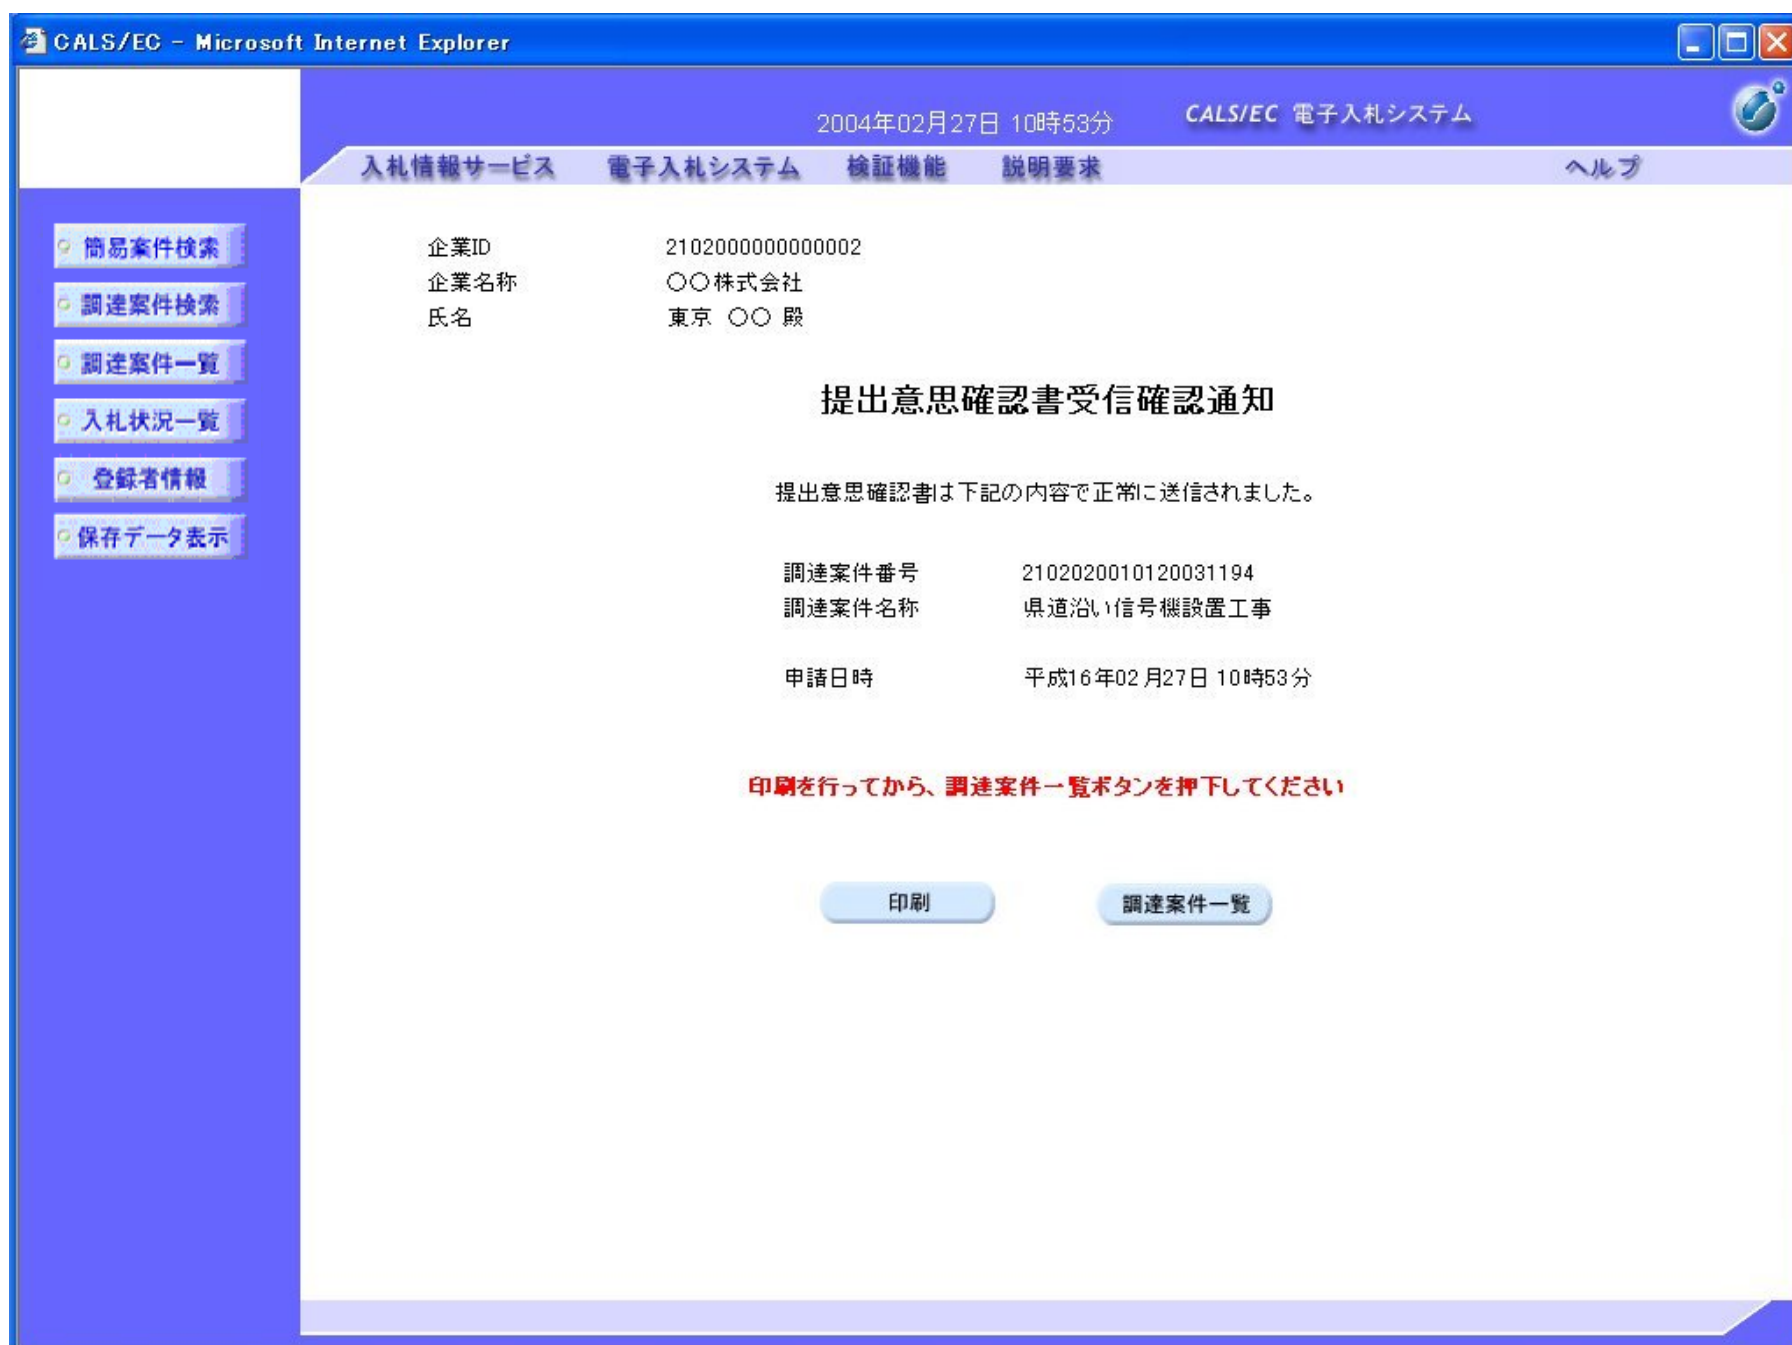 CALS/EC - Microsoft Internet Explorer
2004年02月27日 10時53分 CALS/EC 電子入札システム
入札情報サービス 電子入札システム 検証機能 説明要求 ヘルプ
簡易案件検索
調達案件検索
調達案件一覧
入札状況一覧
登録者情報
保存データ表示
企業ID 2102000000000002
企業名称 〇〇株式会社
氏名 東京 〇〇 殿
提出意思確認書受信確認通知
提出意思確認書は下記の内容で正常に送信されました。
調達案件番号 2102020010120031194
調達案件名称 県道沿い信号機設置工事
申請日時 平成16年02月27日 10時53分
印刷を行ってから、調達案件一覧ボタンを押下してください
印刷 調達案件一覧